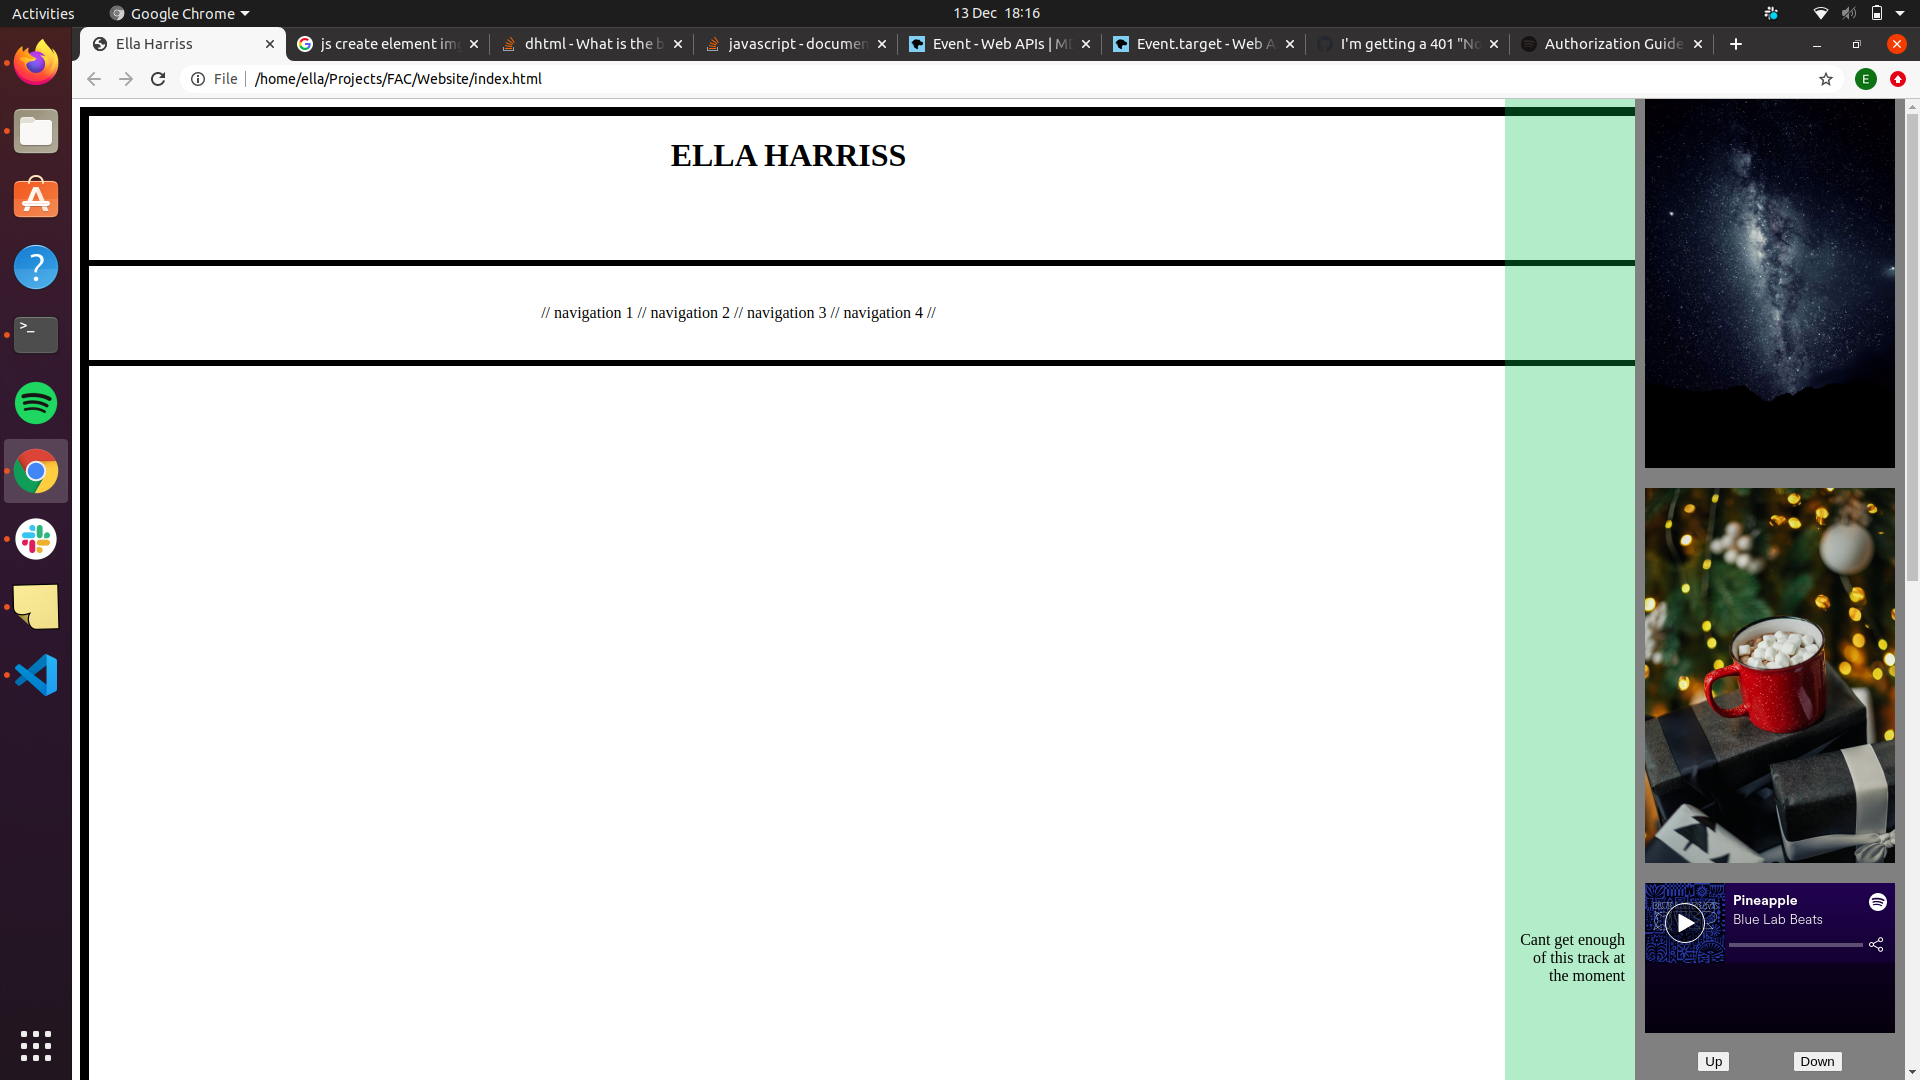 Activities
Google Chrome
13 Dec 18:16
Ella Harriss
js create element im
dhtml - What is the b
javascript - documen
Event - Web APIs | M
Event.target - Web A
I'm getting a 401 "No
Authorization Guide
File
/home/ella/Projects/FAC/Website/index.html
E
ELLA HARRISS
// navigation 1 // navigation 2 // navigation 3 // navigation 4 //
Cant get enough
of this track at
the moment
Pineapple
Blue Lab Beats
Up
Down